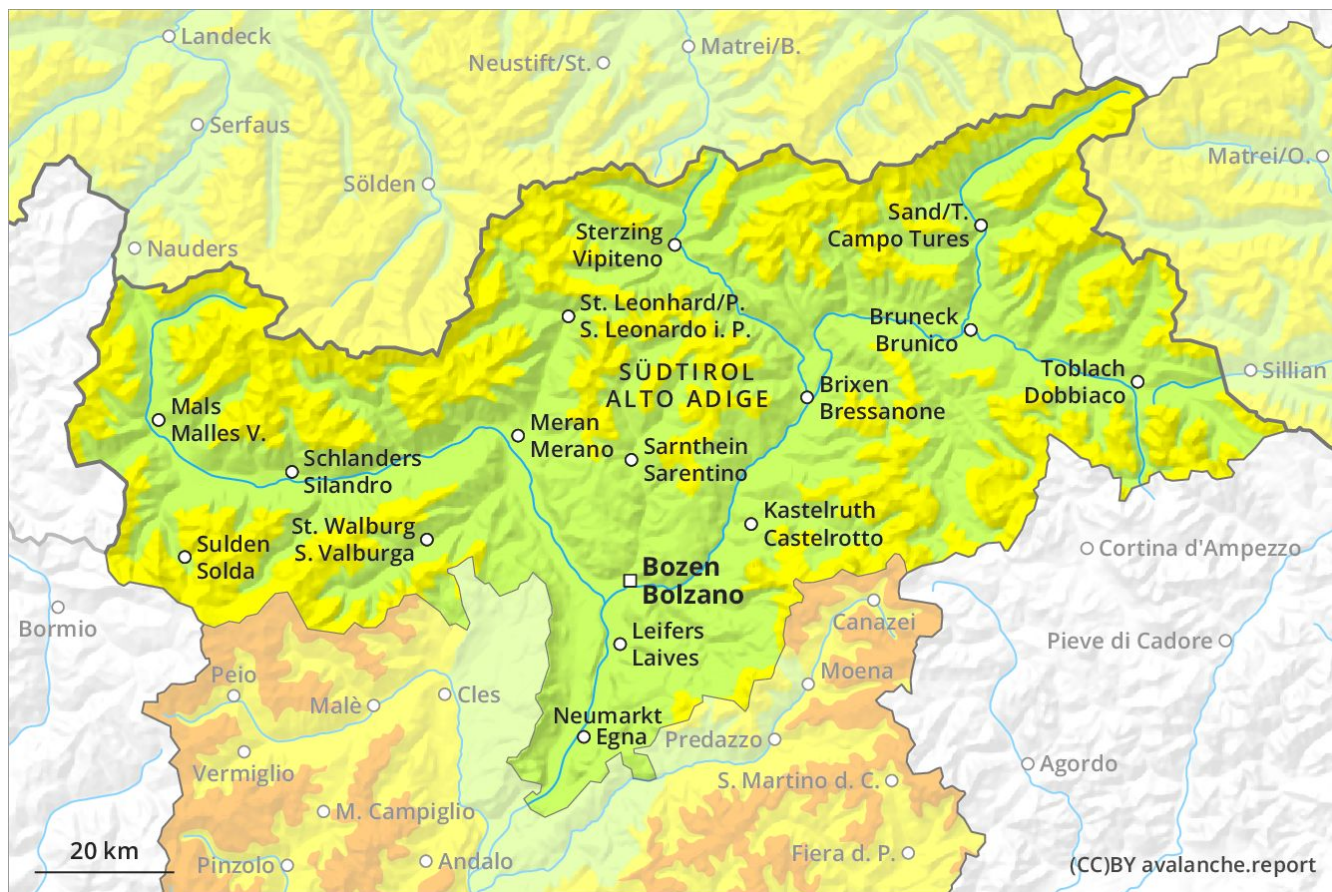 Landeck
Neustift/St.
Matrei/B.
Serfaus
Matrei/O.
Sölden
Sand/T.
Campo Tures
Sterzing
Vipiteno
Nauders
St. Leonhard/P.
S. Leonardo i. P.
Bruneck
Brunico
SÜDTIROL
ALTO ADIGE
Toblach
Dobbiaco
Sillian
Brixen
Bressanone
Mals
Malles V.
Meran
Merano
Sarnthein
Sarentino
Schlanders
Silandro
Kastelruth
Castelrotto
St. Walburg
S. Valburga
Sulden
Solda
Cortina d'Ampezzo
Bozen
Bolzano
Bormio
Canazei
Leifers
Laives
Pieve di Cadore
Peio
Moena
Malè
Cles
Neumarkt
Egna
Predazzo
Vermiglio
Agordo
S. Martino d. C.
M. Campiglio
20 km
Pinzolo
Andalo
Fiera d. P.
(CC)BY avalanche.report